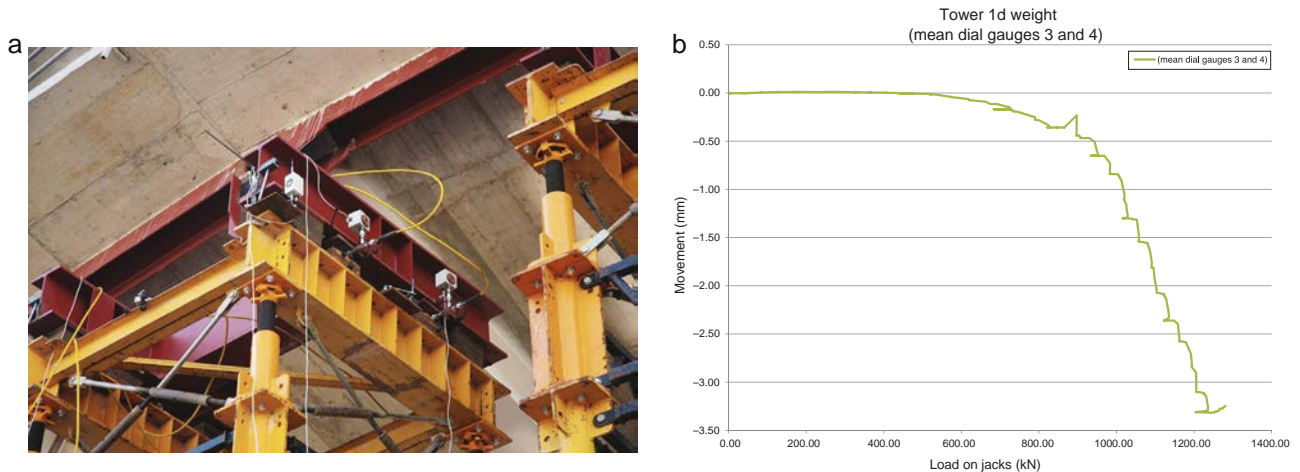 a
b
Tower 1d weight
(mean dial gauges 3 and 4)
(mean dial gauges 3 and 4)
0.50
0.00
–0.50
–1.00
–1.50
–2.00
–2.50
–3.00
–3.50
Movement (mm)
0.00 200.00 400.00 600.00 800.00 1000.00 1200.00 1400.00
Load on jacks (kN)